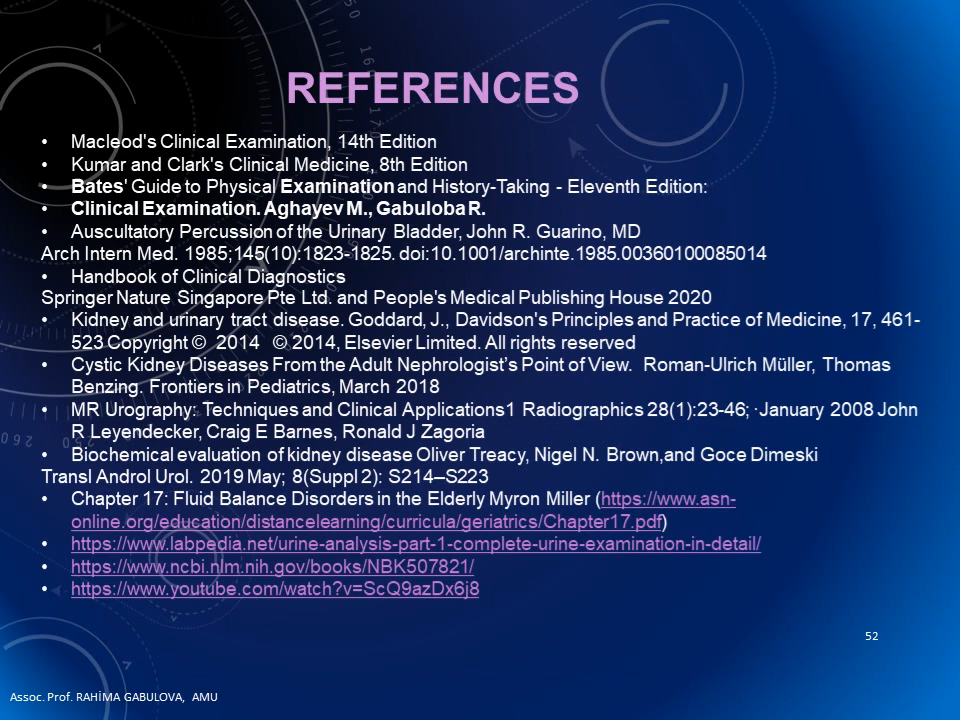 REFERENCES
• Macleod's Clinical Examination, 14th Edition
• Kumar and Clark's Clinical Medicine, 8th Edition
• Bates' Guide to Physical Examination and History-Taking - Eleventh Edition:
• Clinical Examination. Aghayev M., Gabuloba R.
• Auscultatory Percussion of the Urinary Bladder, John R. Guarino, MD
Arch Intern Med. 1985;145(10):1823-1825. doi:10.1001/archinte.1985.00360100085014
• Handbook of Clinical Diagnostics
Springer Nature Singapore Pte Ltd. and People's Medical Publishing House 2020
• Kidney and urinary tract disease. Goddard, J., Davidson's Principles and Practice of Medicine, 17, 461-
523 Copyright © 2014 © 2014, Elsevier Limited. All rights reserved
• Cystic Kidney Diseases From the Adult Nephrologist's Point of View. Roman-Ulrich Müller, Thomas
Benzing. Frontiers in Pediatrics, March 2018
• MR Urography: Techniques and Clinical Applications1 Radiographics 28(1):23-46; ·January 2008 John
R Leyendecker, Craig E Barnes, Ronald J Zagoria
• Biochemical evaluation of kidney disease Oliver Treacy, Nigel N. Brown,and Goce Dimeski
Transl Androl Urol. 2019 May; 8(Suppl 2): S214–S223
• Chapter 17: Fluid Balance Disorders in the Elderly Myron Miller (https://www.asn-
online.org/education/distancelearning/curricula/geriatrics/Chapter17.pdf)
• https://www.labpedia.net/urine-analysis-part-1-complete-urine-examination-in-detail/
• https://www.ncbi.nlm.nih.gov/books/NBK507821/
• https://www.youtube.com/watch?v=ScQ9azDx6j8
52
Assoc. Prof. RAHİMA GABULOVA, AMU